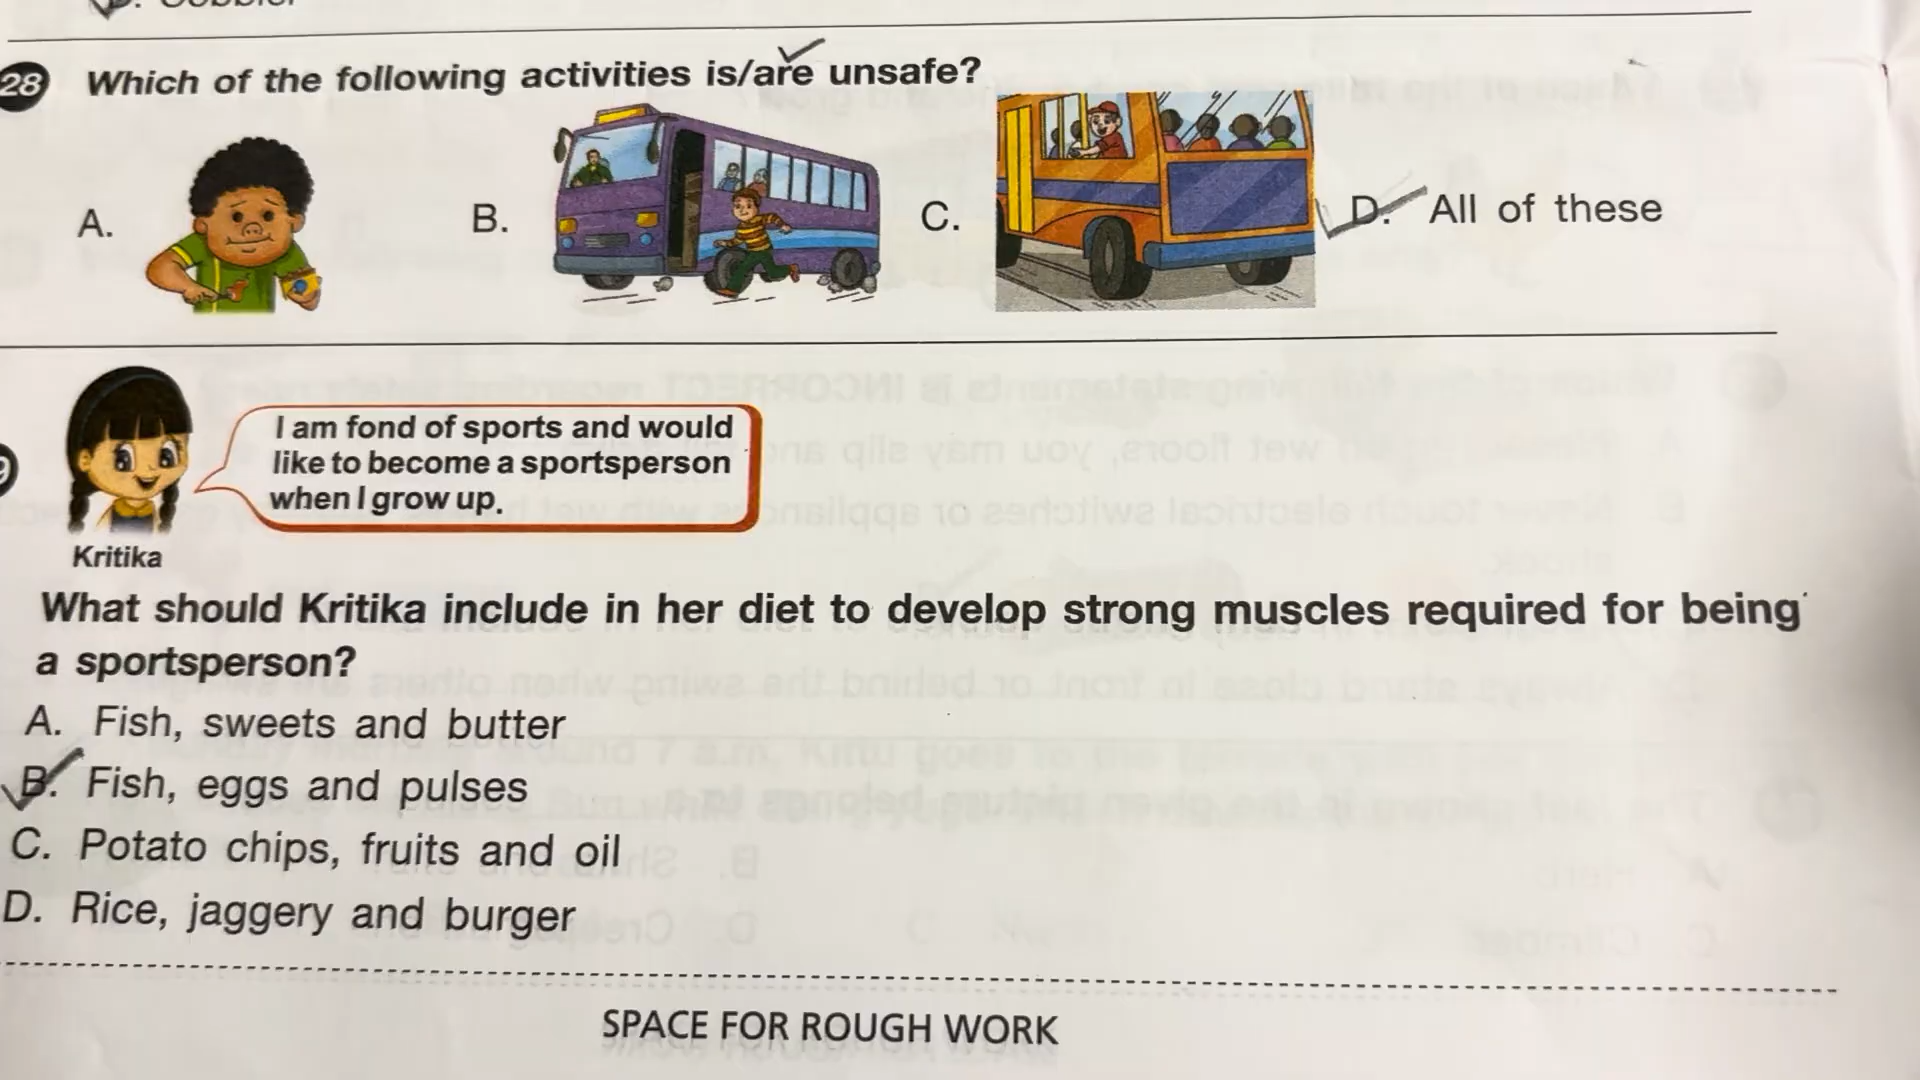 28 Which of the following activities is/are unsafe?
A. B. C. D. All of these
I am fond of sports and would
like to become a sportsperson
when I grow up.
Kritika
What should Kritika include in her diet to develop strong muscles required for being
a sportsperson?
A. Fish, sweets and butter
B. Fish, eggs and pulses
C. Potato chips, fruits and oil
D. Rice, jaggery and burger
SPACE FOR ROUGH WORK